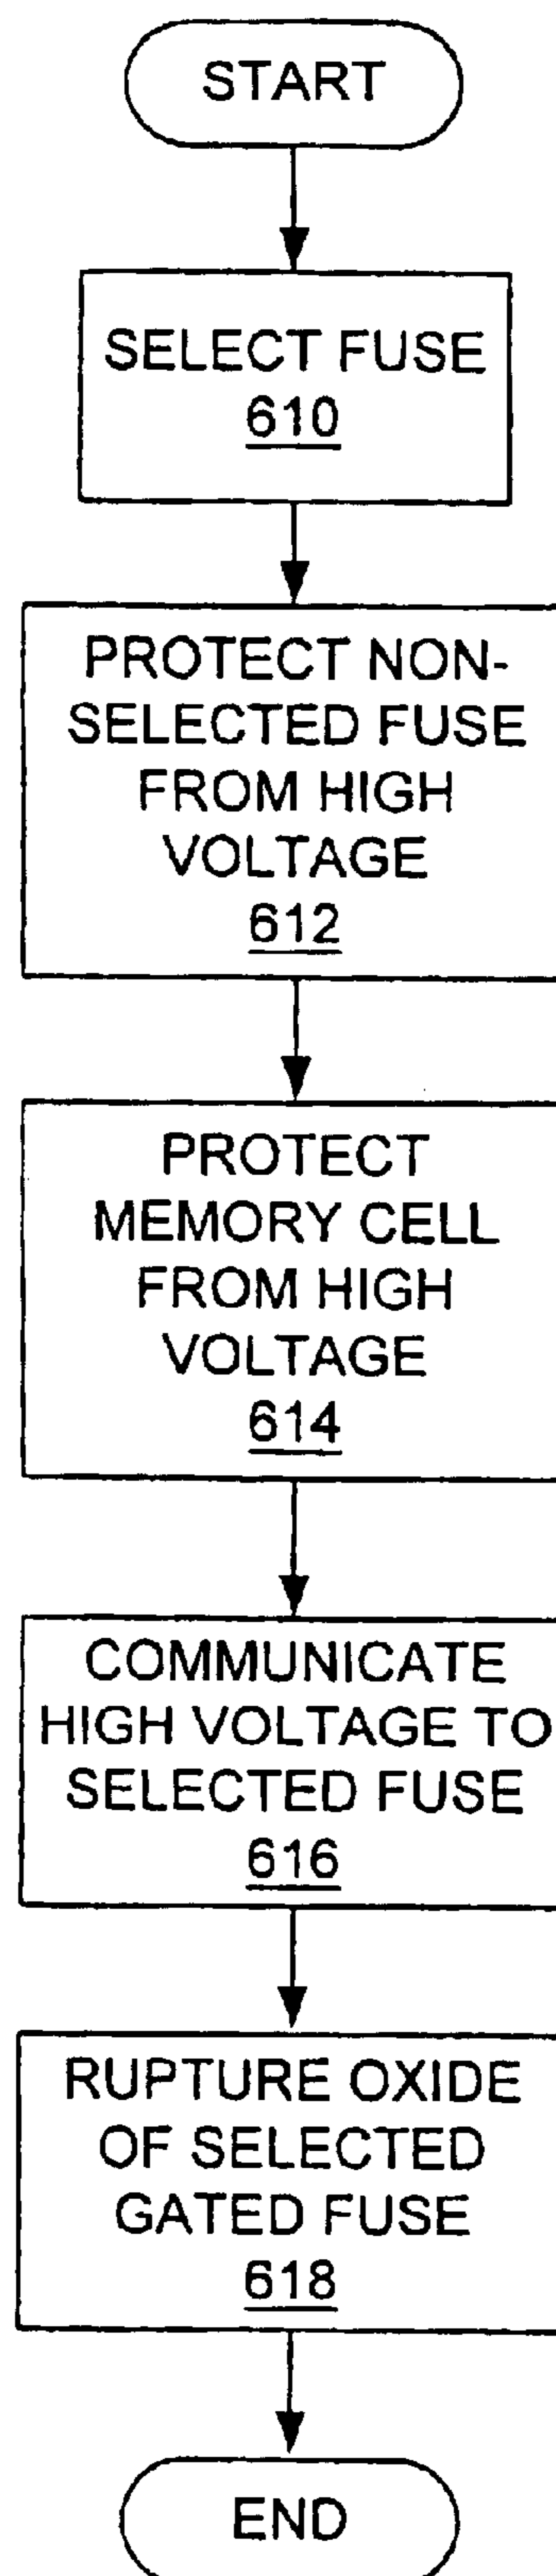 START
SELECT FUSE
610
PROTECT NON-
SELECTED FUSE
FROM HIGH
VOLTAGE
612
PROTECT
MEMORY CELL
FROM HIGH
VOLTAGE
614
COMMUNICATE
HIGH VOLTAGE TO
SELECTED FUSE
616
RUPTURE OXIDE
OF SELECTED
GATED FUSE
618
END